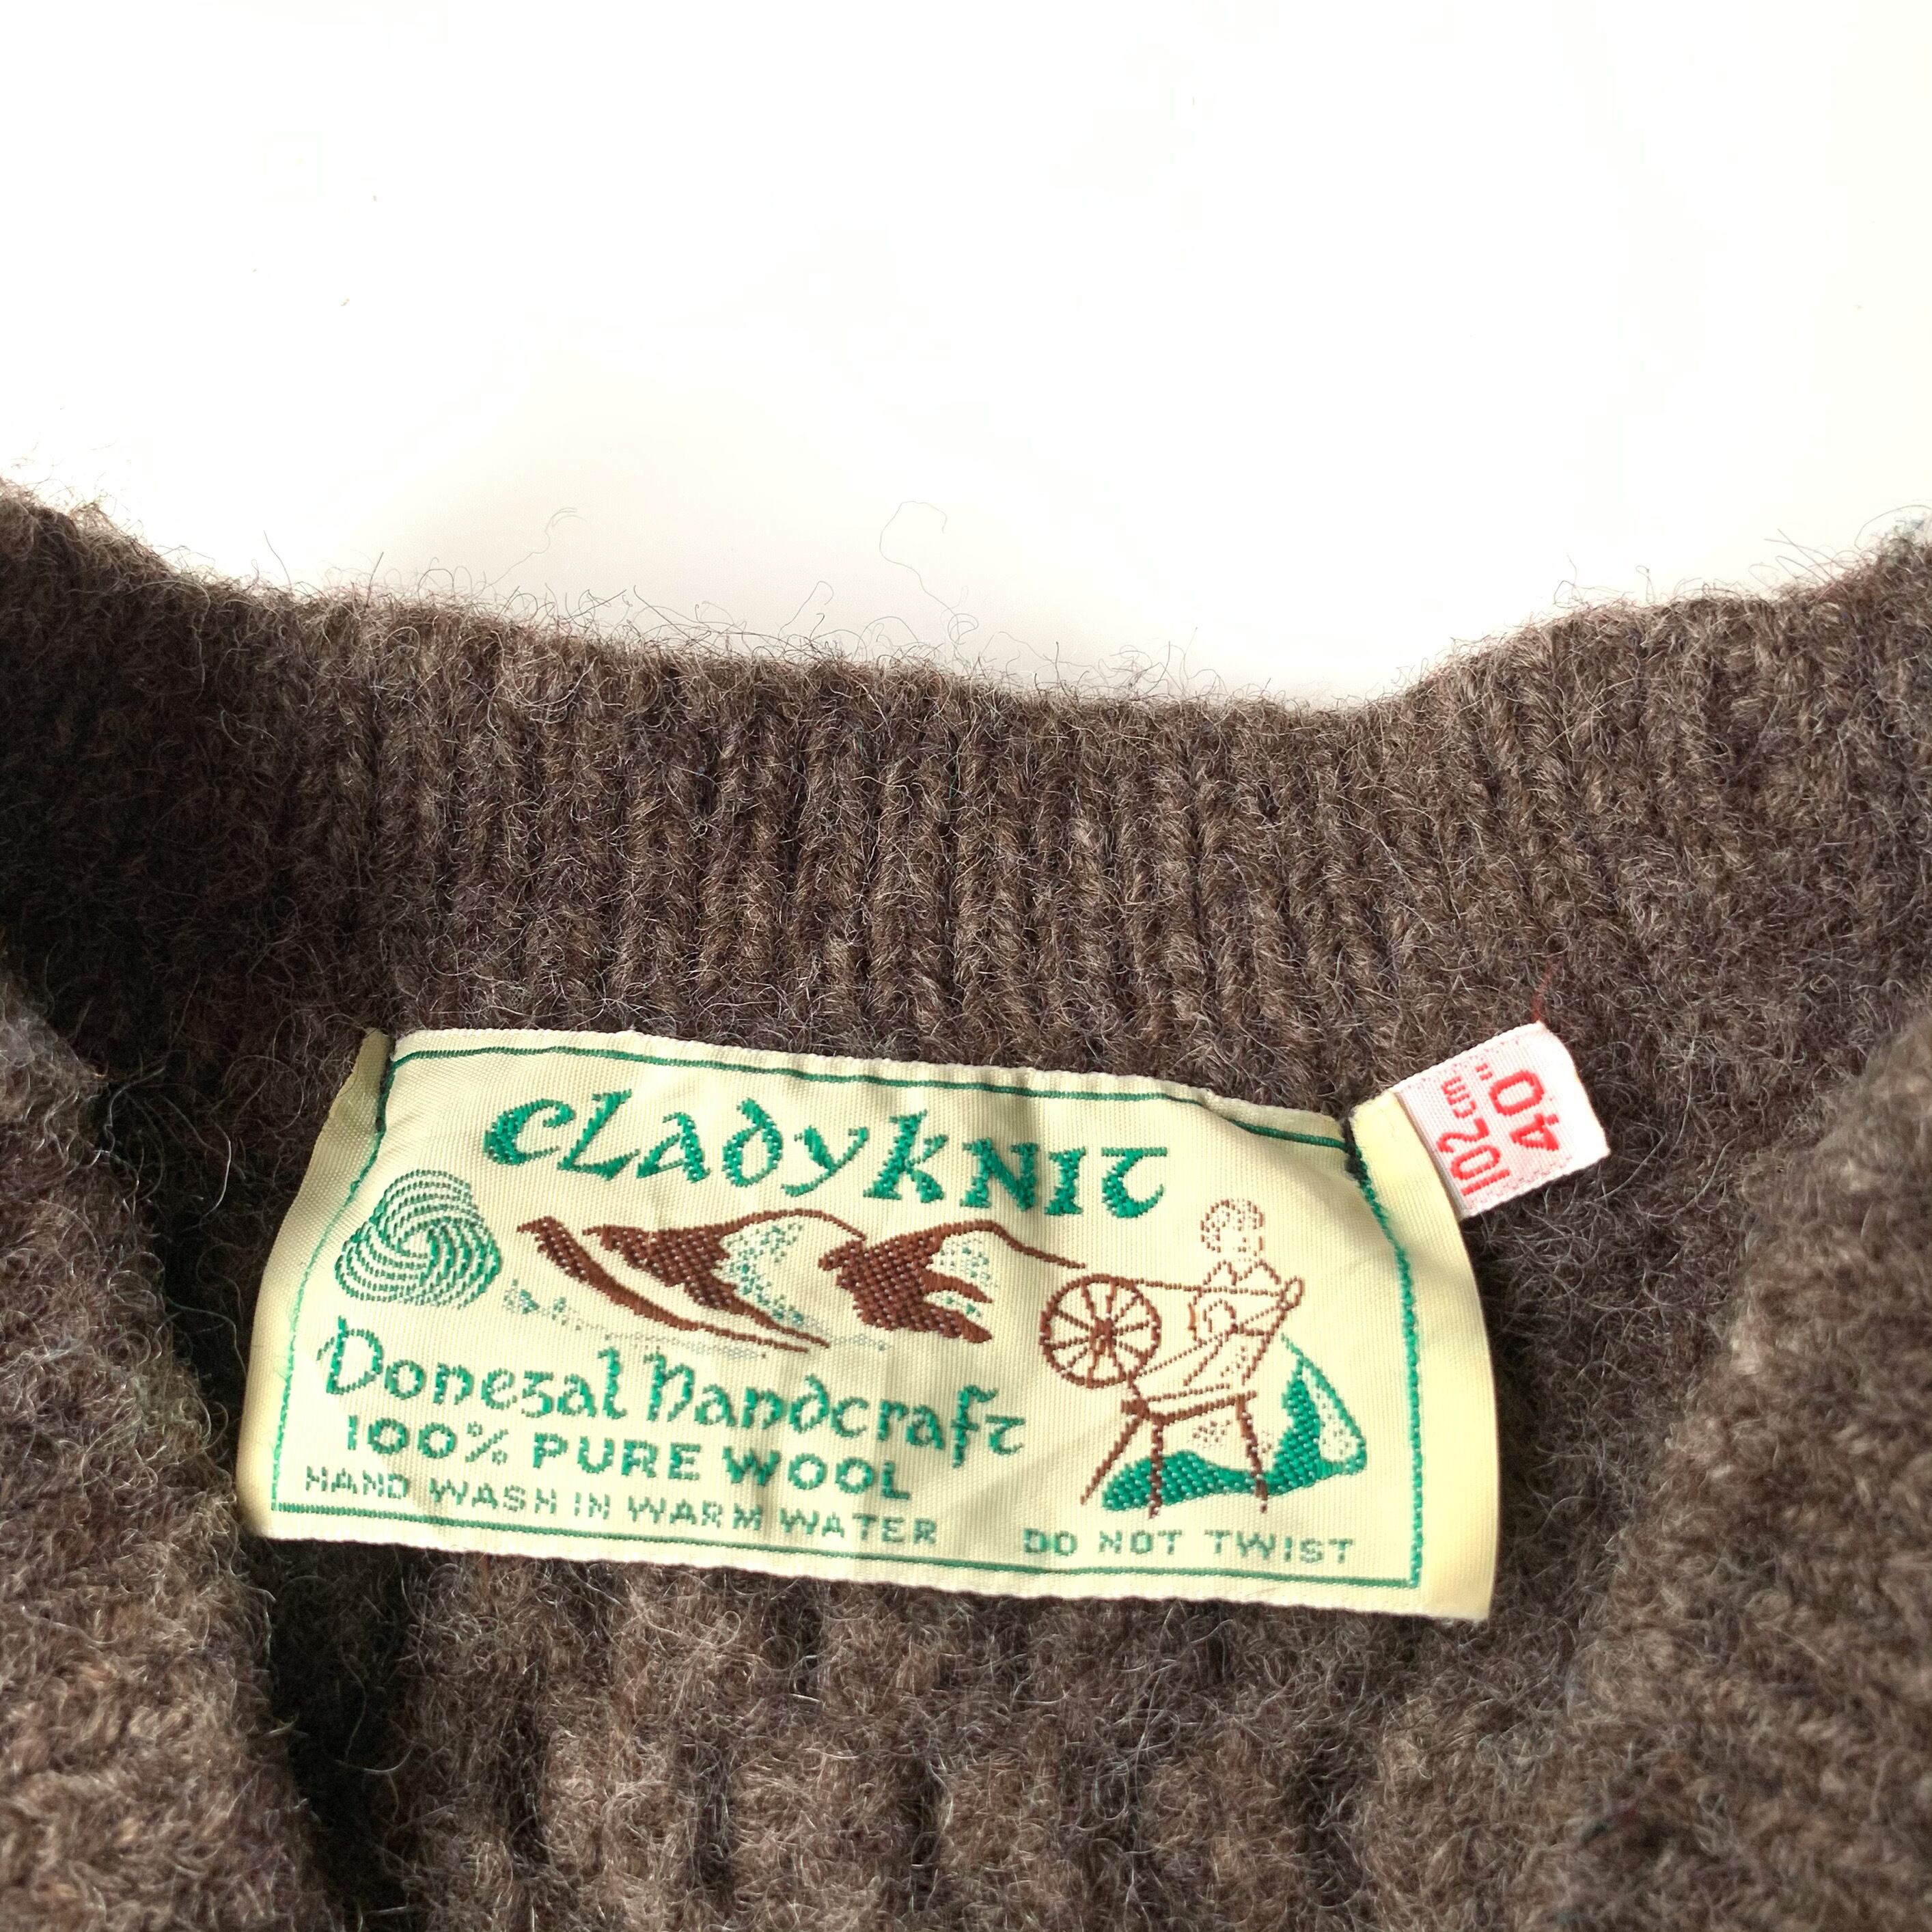 CLADYKNIT
Donegal Handcraft
100% PURE WOOL
HAND WASH IN WARM WATER DO NOT TWIST
40"
102cm